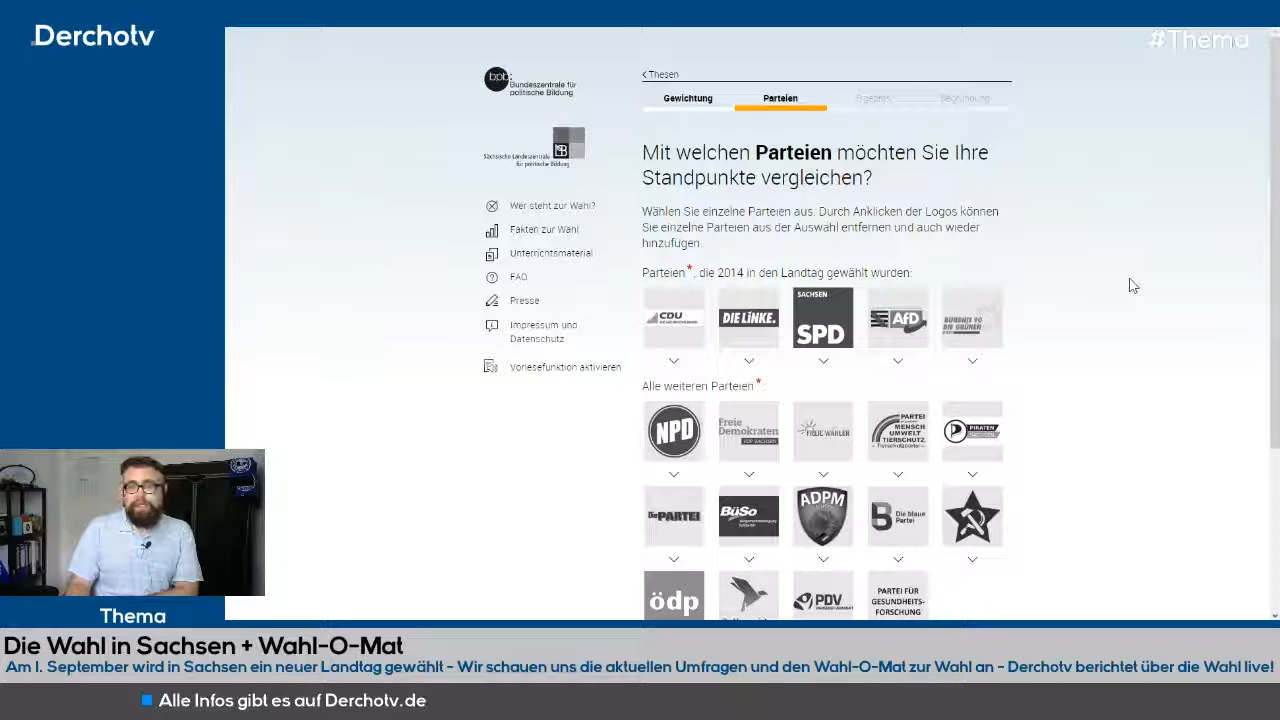 .Derchotv
#Thema
bpb:
Bundeszentrale für
politische Bildung
Sächsische Landeszentrale
für politische Bildung
Wer steht zur Wahl?
Fakten zur Wahl
Unterrichtsmaterial
FAQ
Presse
Impressum und
Datenschutz
Vorlesefunktion aktivieren
Thesen
Gewichtung
Parteien
Ergebnis
Begründung
Mit welchen Parteien möchten Sie Ihre
Standpunkte vergleichen?
Wählen Sie einzelne Parteien aus. Durch Anklicken der Logos können
Sie einzelne Parteien aus der Auswahl entfernen und auch wieder
hinzufügen.
Parteien*, die 2014 in den Landtag gewählt wurden:
CDU
DIE LINKE.
SACHSEN
SPD
AfD
BÜNDNIS 90
DIE GRÜNEN
Alle weiteren Parteien*
NPD
Freie
Demokraten
FDP SACHSEN
FREIE WÄHLER
PARTEI
MENSCH
UMWELT
TIERSCHUTZ
-Tierschutzpartei-
PIRATEN
SACHSEN
Die PARTEI
BüSo
ADPM
Die blaue
Partei
ödp
PDV
PARTEI FÜR
GESUNDHEITS-
FORSCHUNG
Thema
Die Wahl in Sachsen + Wahl-O-Mat
Am 1. September wird in Sachsen ein neuer Landtag gewählt - Wir schauen uns die aktuellen Umfragen und den Wahl-O-Mat zur Wahl an - Derchotv berichtet über die Wahl live!
Alle Infos gibt es auf Derchotv.de